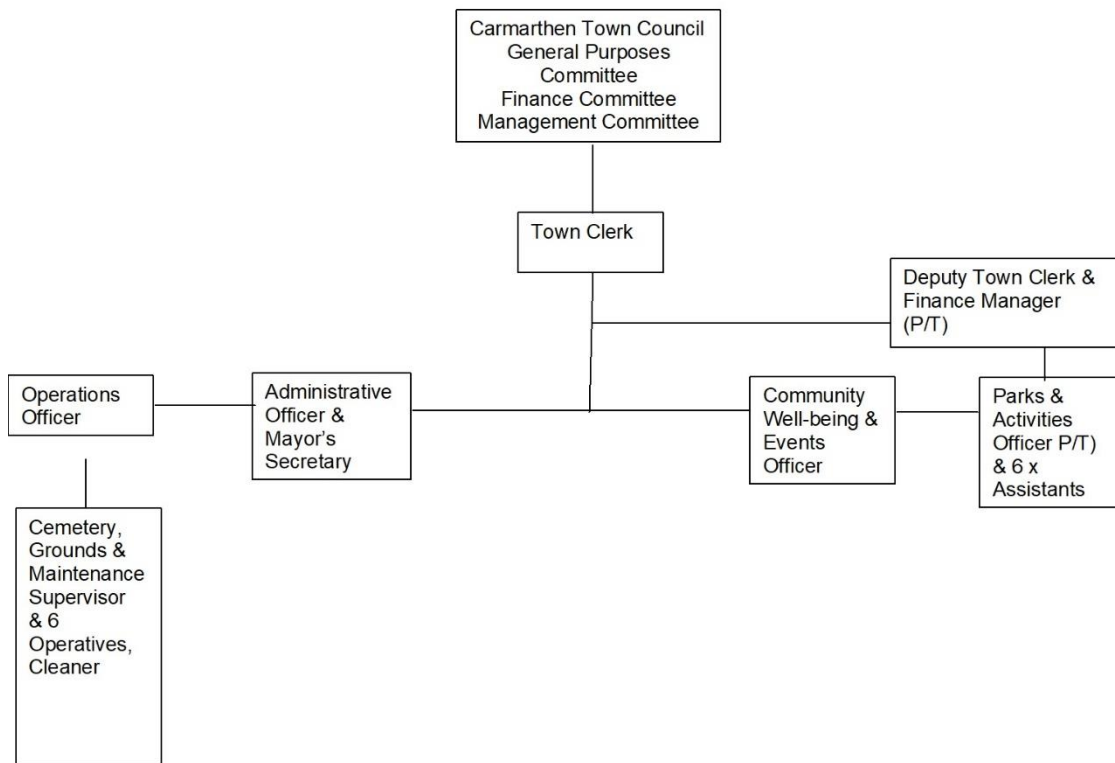 Carmarthen Town Council
General Purposes
Committee
Finance Committee
Management Committee
Town Clerk
Deputy Town Clerk &
Finance Manager
(P/T)
Operations
Officer
Administrative
Officer &
Mayor's
Secretary
Community
Well-being &
Events
Officer
Parks &
Activities
Officer P/T)
& 6 x
Assistants
Cemetery,
Grounds &
Maintenance
Supervisor
& 6
Operatives,
Cleaner